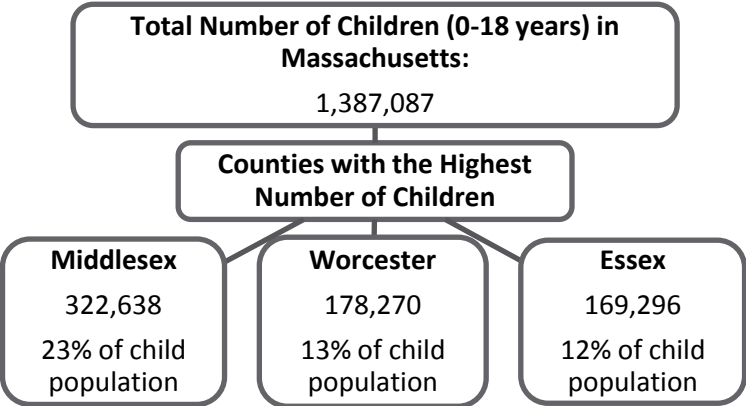 Total Number of Children (0-18 years) in
Massachusetts:
1,387,087
Counties with the Highest
Number of Children
Middlesex
322,638
23% of child
population
Worcester
178,270
13% of child
population
Essex
169,296
12% of child
population